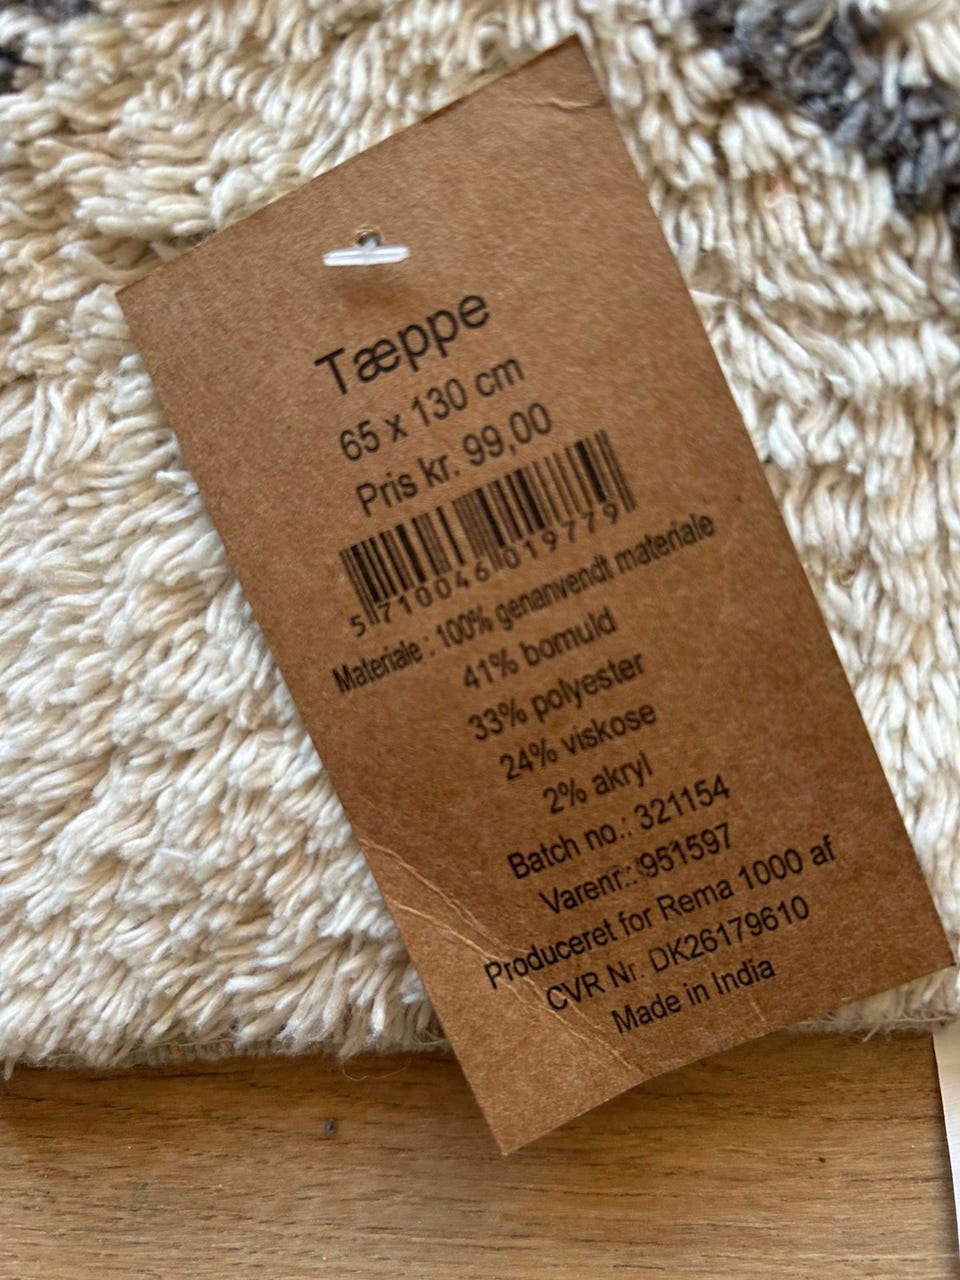 Tæppe
65 x 130 cm
Pris kr. 99,00
5 710046 019779
Materiale : 100% genanvendt materiale
41% bomuld
33% polyester
24% viskose
2% akryl
Batch no.: 321154
Varenr.: 951597
Produceret for Rema 1000 af
CVR Nr. DK26179610
Made in India